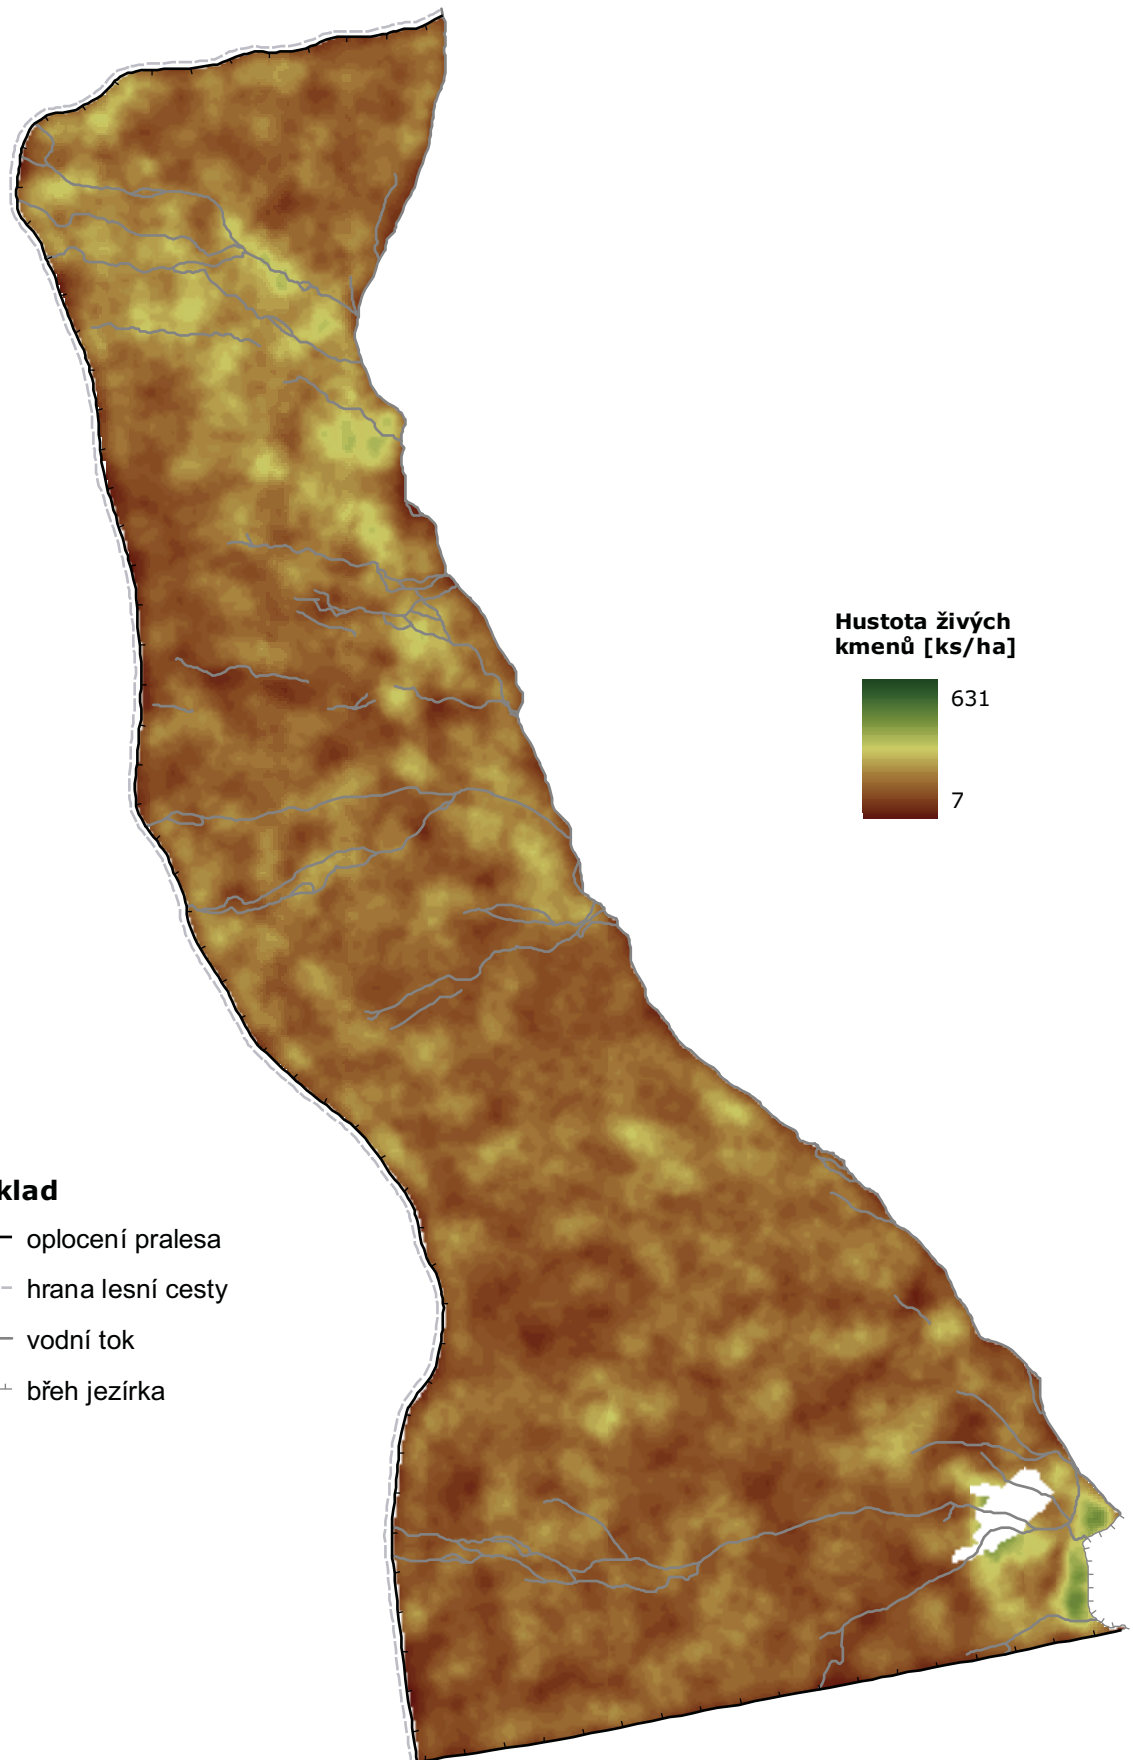 Hustota živých
kmenů [ks/ha]
631
7
klad
oplocení pralesa
hrana lesní cesty
vodní tok
břeh jezírka